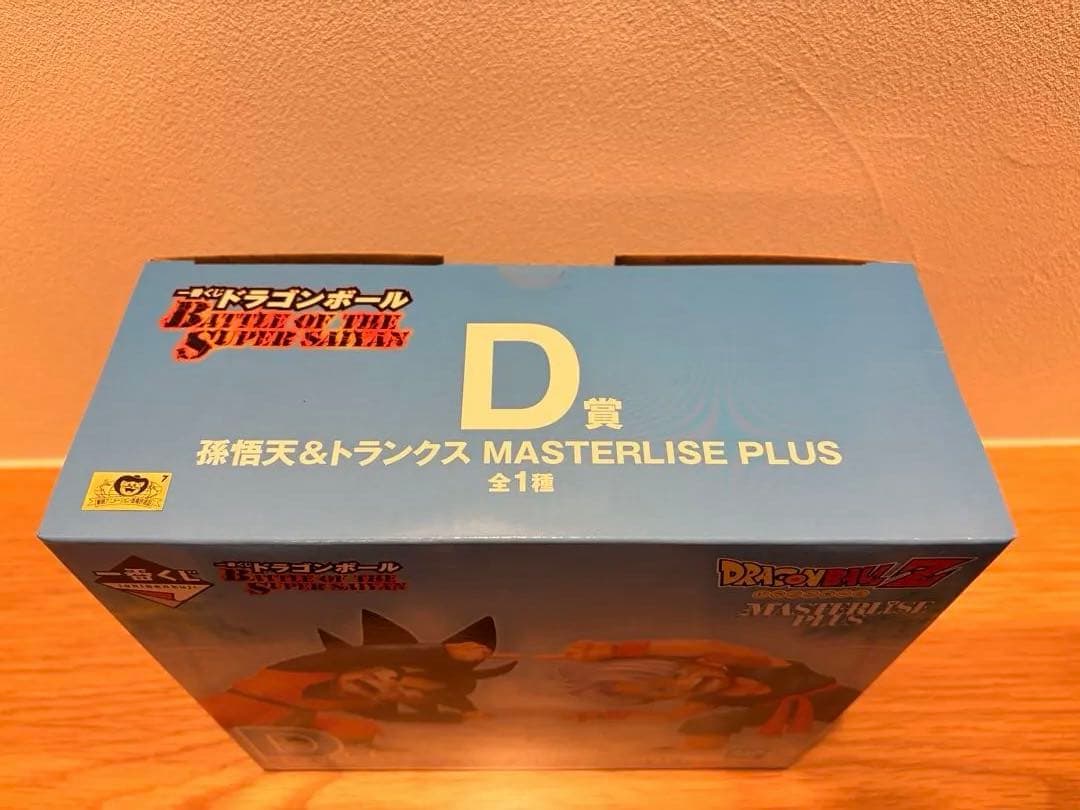 一番くじ ドラゴンボール
BATTLE OF THE
SUPER SAIYAN
D賞
孫悟天&トランクス MASTERLISE PLUS
全1種
7
一番くじ
一番くじ ドラゴンボール
BATTLE OF THE
SUPER SAIYAN
DRAGON BALL Z
MASTERLISE
PLUS
D